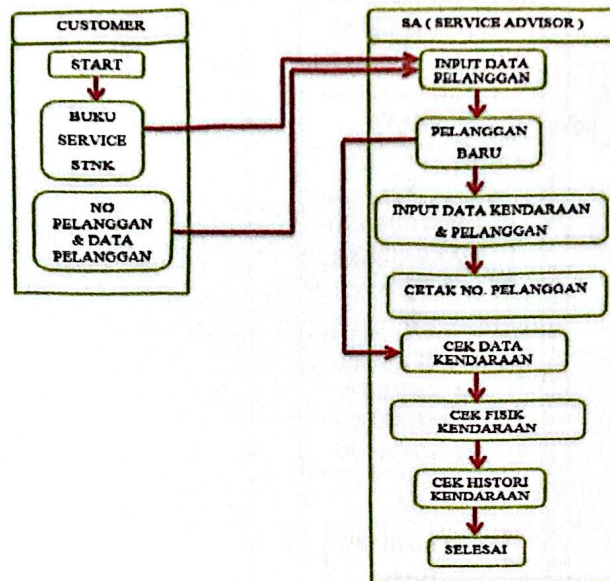 CUSTOMER
START
BUKU
SERVICE
STNK
NO
PELANGGAN
& DATA
PELANGGAN
SA ( SERVICE ADVISOR )
INPUT DATA
PELANGGAN
PELANGGAN
BARU
INPUT DATA KENDARAAN
& PELANGGAN
CETAK NO. PELANGGAN
CEK DATA
KENDARAAN
CEK FISIK
KENDARAAN
CEK HISTORI
KENDARAAN
SELESAI